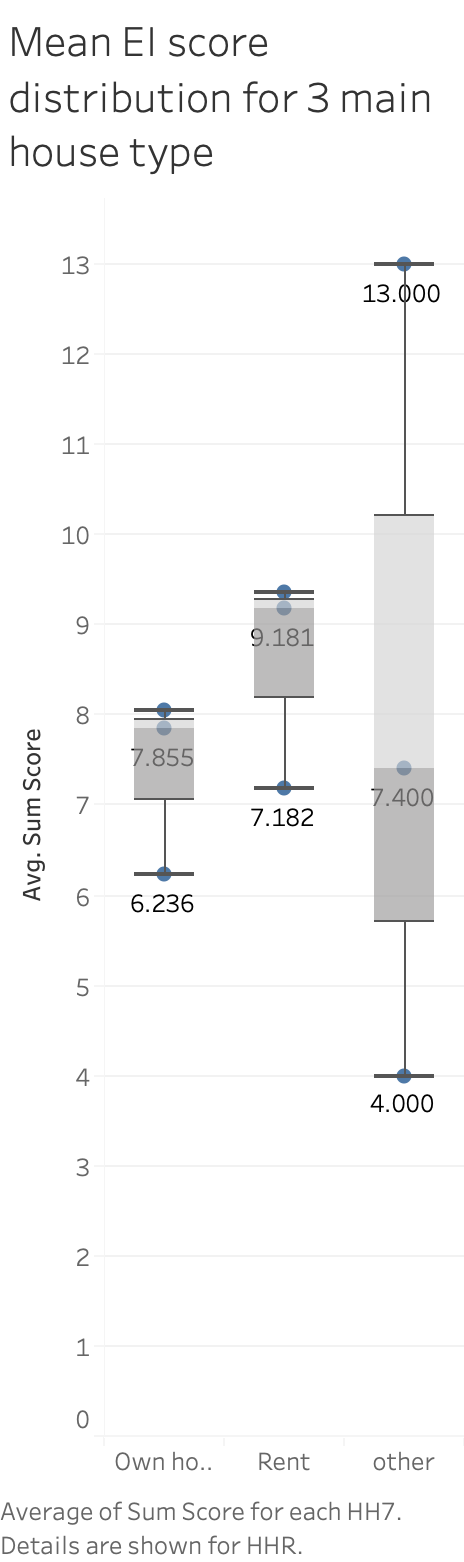 Mean EI score
distribution for 3 main
house type
13
13.000
12
11
10
9
9.181
8
7.855
7.400
7
7.182
6
6.236
5
4
4.000
3
2
1
0
Avg. Sum Score
Own ho..
Rent
other
Average of Sum Score for each HH7.
Details are shown for HHR.